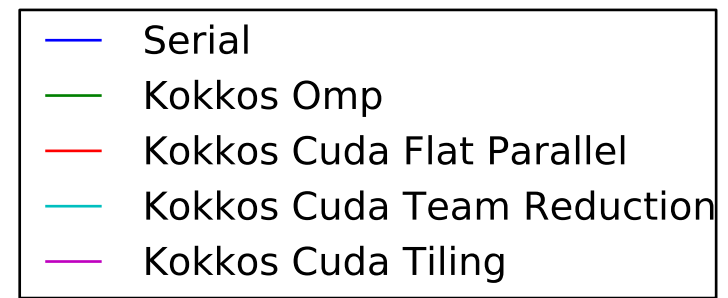 Serial
Kokkos Omp
Kokkos Cuda Flat Parallel
Kokkos Cuda Team Reduction
Kokkos Cuda Tiling